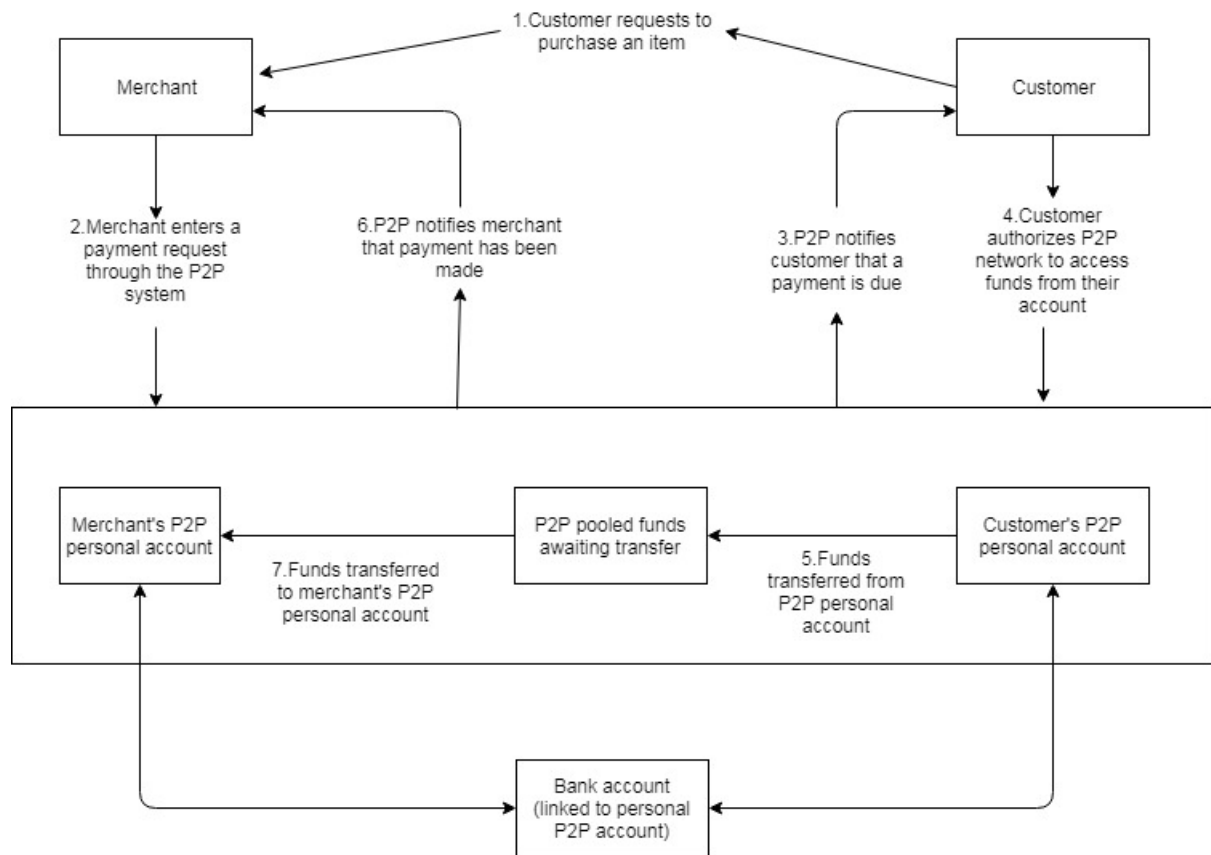 1.Customer requests to
purchase an item
Merchant
Customer
2.Merchant enters a
payment request
through the P2P
system
6.P2P notifies merchant
that payment has been
made
3.P2P notifies
customer that a
payment is due
4.Customer
authorizes P2P
network to access
funds from their
account
Merchant's P2P
personal account
7.Funds transferred
to merchant's P2P
personal account
P2P pooled funds
awaiting transfer
5.Funds
transferred from
P2P personal
account
Customer's P2P
personal account
Bank account
(linked to personal
P2P account)